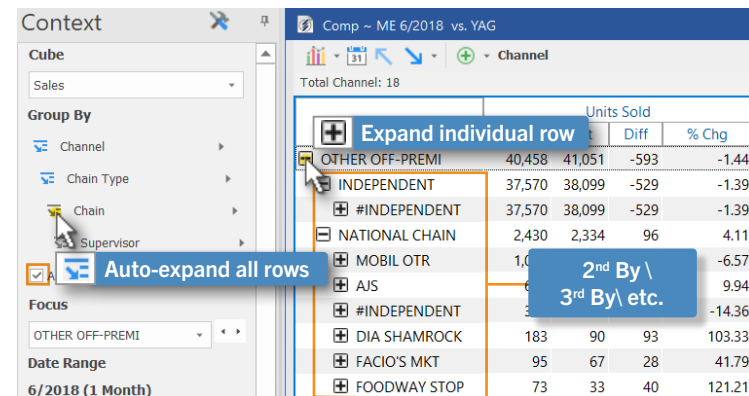 Context
Cube
Sales
Group By
Channel
Chain Type
Chain
Supervisor
Auto-expand all rows
Focus
OTHER OFF-PREMI
Date Range
6/2018 (1 Month)
Comp ~ ME 6/2018 vs. YAG
31
Channel
Total Channel: 18
Units Sold
Expand individual row
Diff % Chg
OTHER OFF-PREMI 40,458 41,051 -593 -1.44
INDEPENDENT 37,570 38,099 -529 -1.39
#INDEPENDENT 37,570 38,099 -529 -1.39
NATIONAL CHAIN 2,430 2,334 96 4.11
MOBIL OTR -6.57
AJS 9.94
#INDEPENDENT -14.36
2nd By \
3rd By\ etc.
DIA SHAMROCK 183 90 93 103.33
FACIO'S MKT 95 67 28 41.79
FOODWAY STOP 73 33 40 121.21